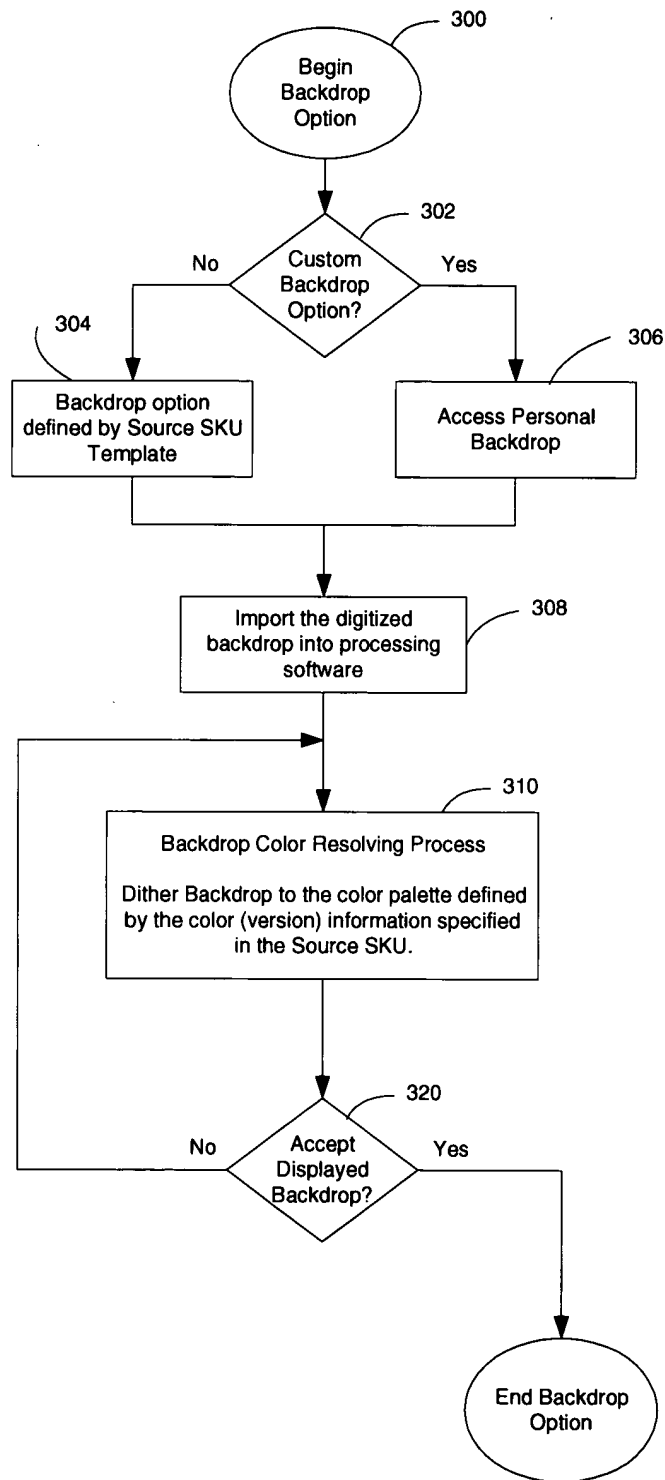 300
Begin
Backdrop
Option
302
No
Custom
Backdrop
Option?
Yes
304
306
Backdrop option
defined by Source SKU
Template
Access Personal
Backdrop
Import the digitized
backdrop into processing
software
308
310
Backdrop Color Resolving Process
Dither Backdrop to the color palette defined
by the color (version) information specified
in the Source SKU.
320
No
Accept
Displayed
Backdrop?
Yes
End Backdrop
Option